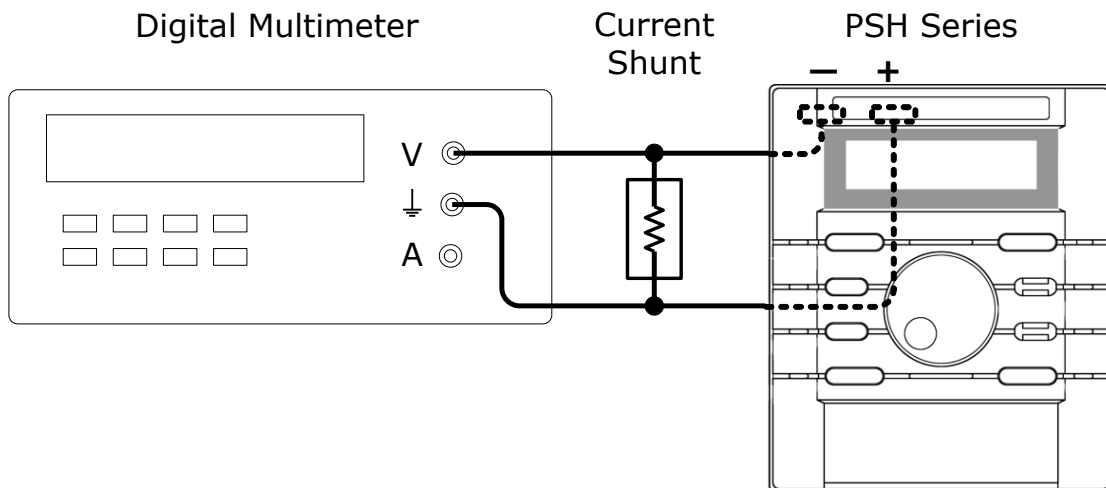 Digital Multimeter
Current
Shunt
PSH Series
— +
V
⏚
A